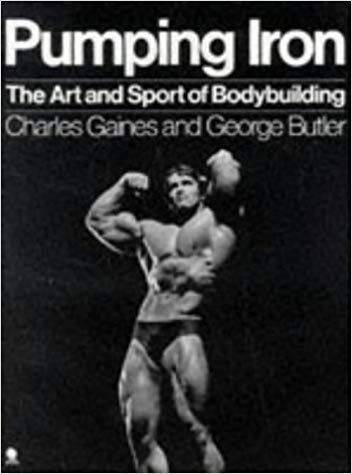 Pumping Iron
The Art and Sport of Bodybuilding
Charles Gaines and George Butler